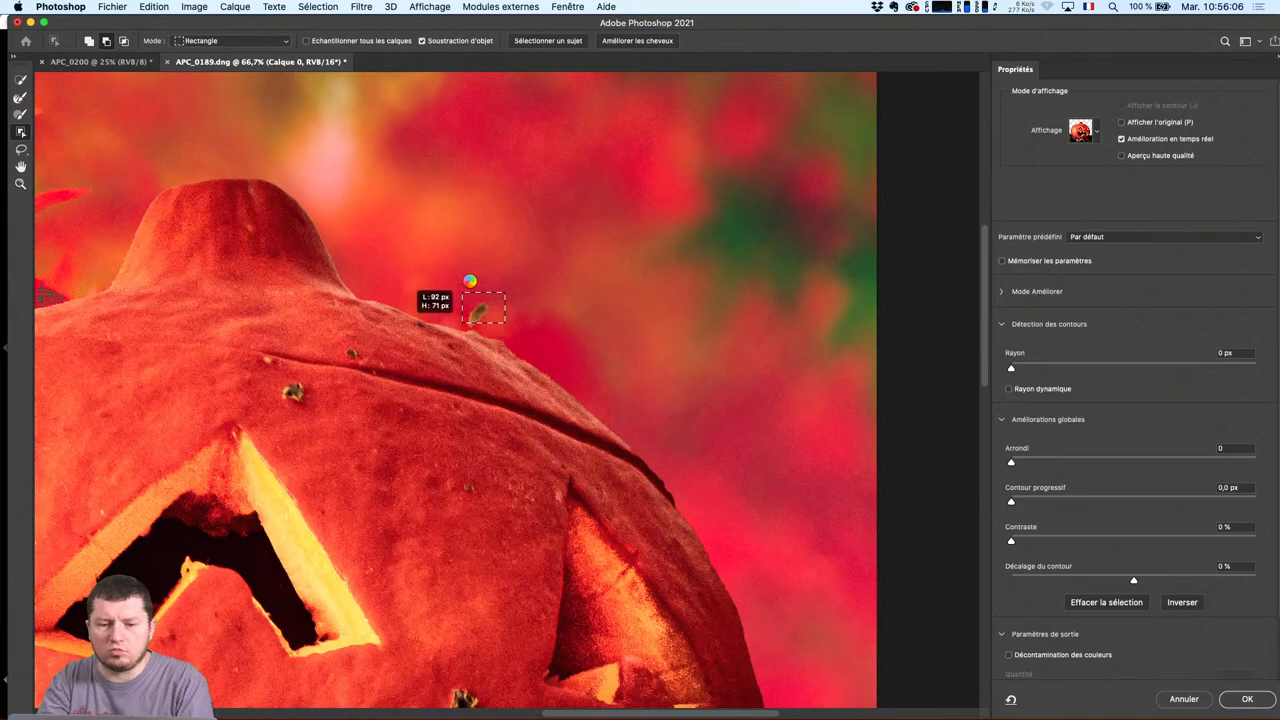 Photoshop Fichier Edition Image Calque Texte Sélection Filtre 3D Affichage Modules externes Fenêtre Aide
6 Ko/s
277 Ko/s
100 % Mar. 10:56:06
Adobe Photoshop 2021
Mode : Rectangle Echantillonner tous les calques Soustraction d'objet Sélectionner un sujet Améliorer les cheveux
APC_0200 @ 25% (RVB/8) * APC_0189.dng @ 66,7% (Calque 0, RVB/16*) *
Propriétés
Mode d'affichage
Afficher le contour (J)
Affichage
Afficher l'original (P)
Amélioration en temps réel
Aperçu haute qualité
Paramètre prédéfini Par défaut
Mémoriser les paramètres
Mode Améliorer
L : 92 px
H : 71 px
Détection des contours
Rayon 0 px
Rayon dynamique
Améliorations globales
Arrondi 0
Contour progressif 0,0 px
Contraste 0 %
Décalage du contour 0 %
Effacer la sélection Inverser
Paramètres de sortie
Décontamination des couleurs
Quantité
Annuler OK